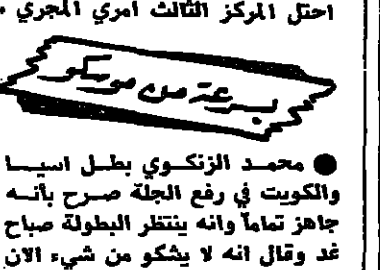 احتل المركز الثالث امري المجري
بسرعة من موسكو
● محمد الزنكوي بطل اسيا
والكويت في رفع الجلة صرح بأنه
جاهز تماماً وانه ينتظر البطولة صباح
غد وقال انه لا يشكو من شيء الان